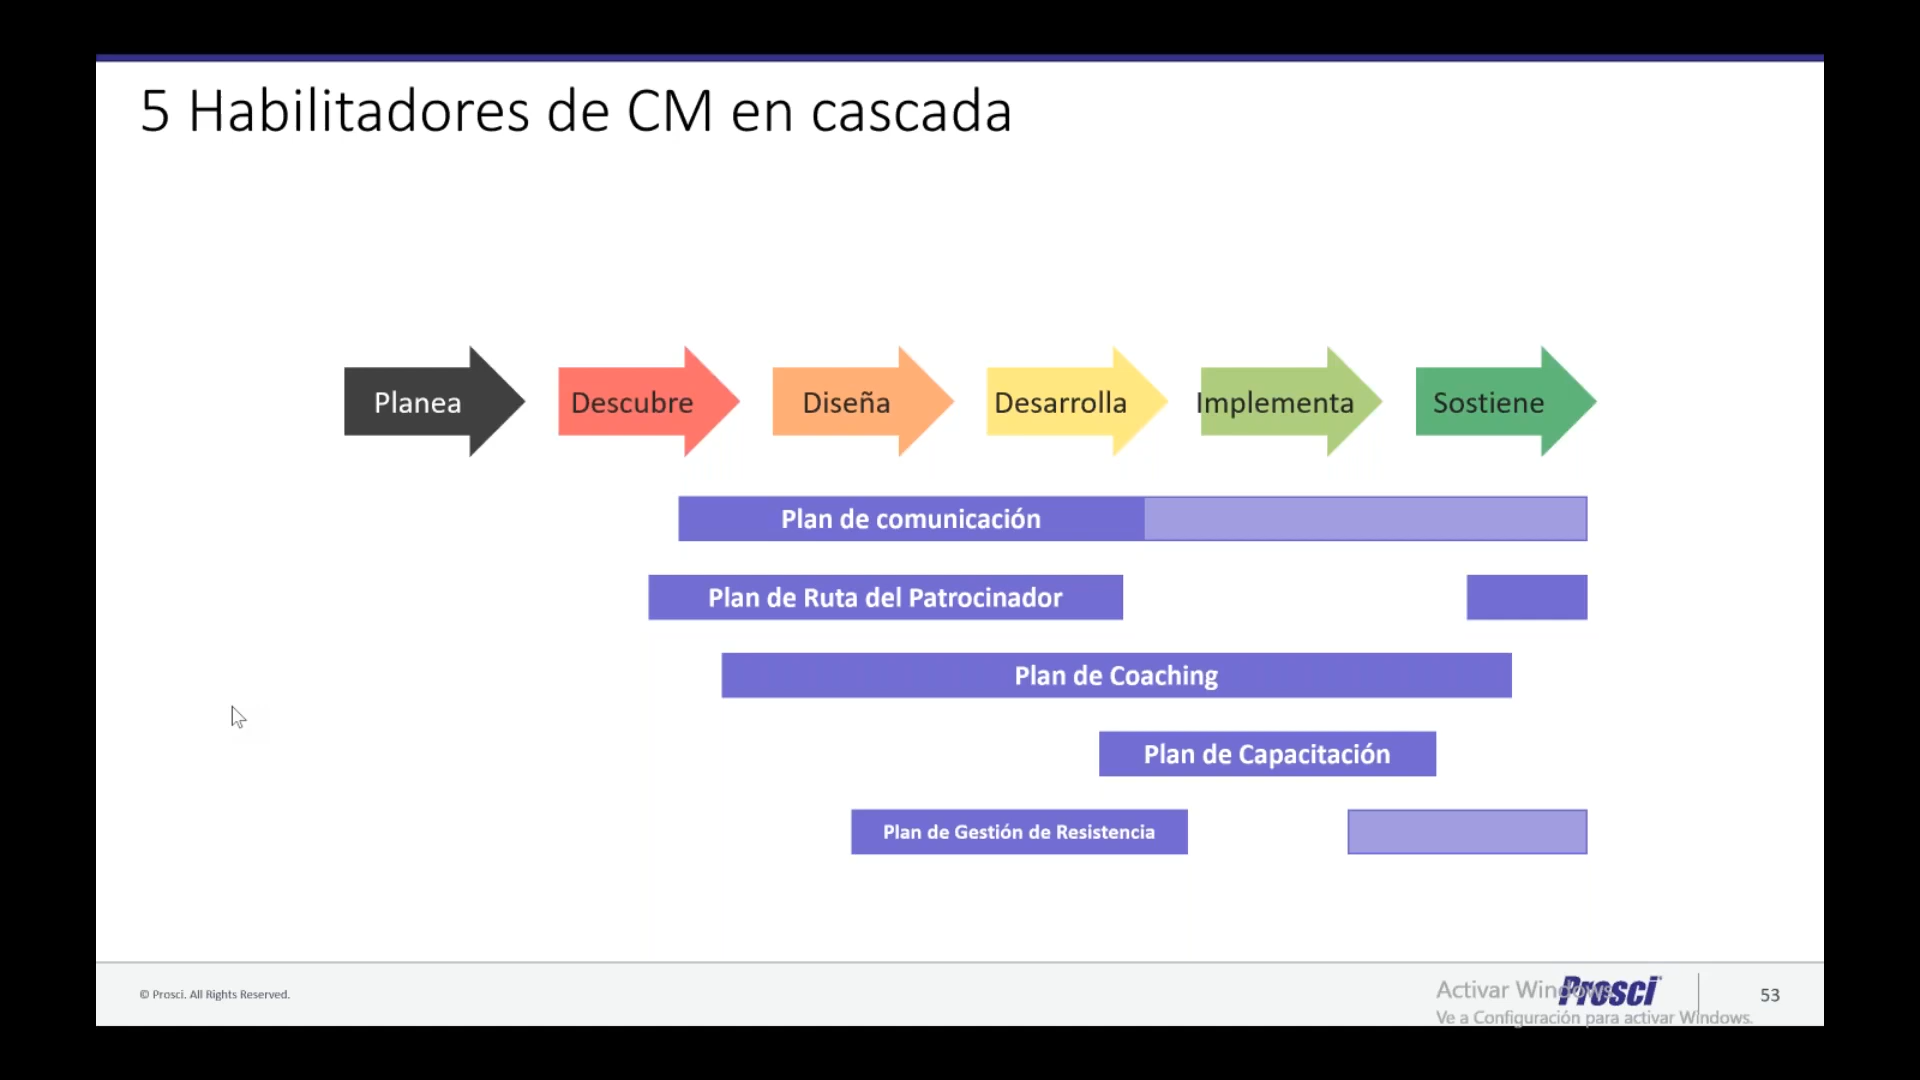 5 Habilitadores de CM en cascada
Planea
Descubre
Diseña
Desarrolla
Implementa
Sostiene
Plan de comunicación
Plan de Ruta del Patrocinador
Plan de Coaching
Plan de Capacitación
Plan de Gestión de Resistencia
© Prosci. All Rights Reserved.
Activar Windows
Prosci
53
Ve a Configuración para activar Windows.